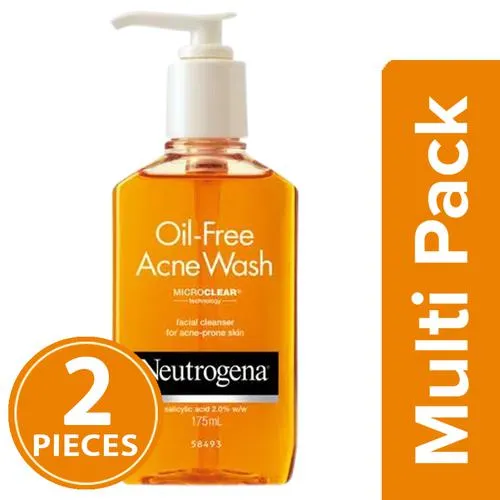 Oil-Free
Acne Wash
MICROCLEAR®
technology
facial cleanser
for acne-prone skin
Neutrogena®
salicylic acid 2.0% w/w
175mL
58493
2
PIECES
Multi Pack